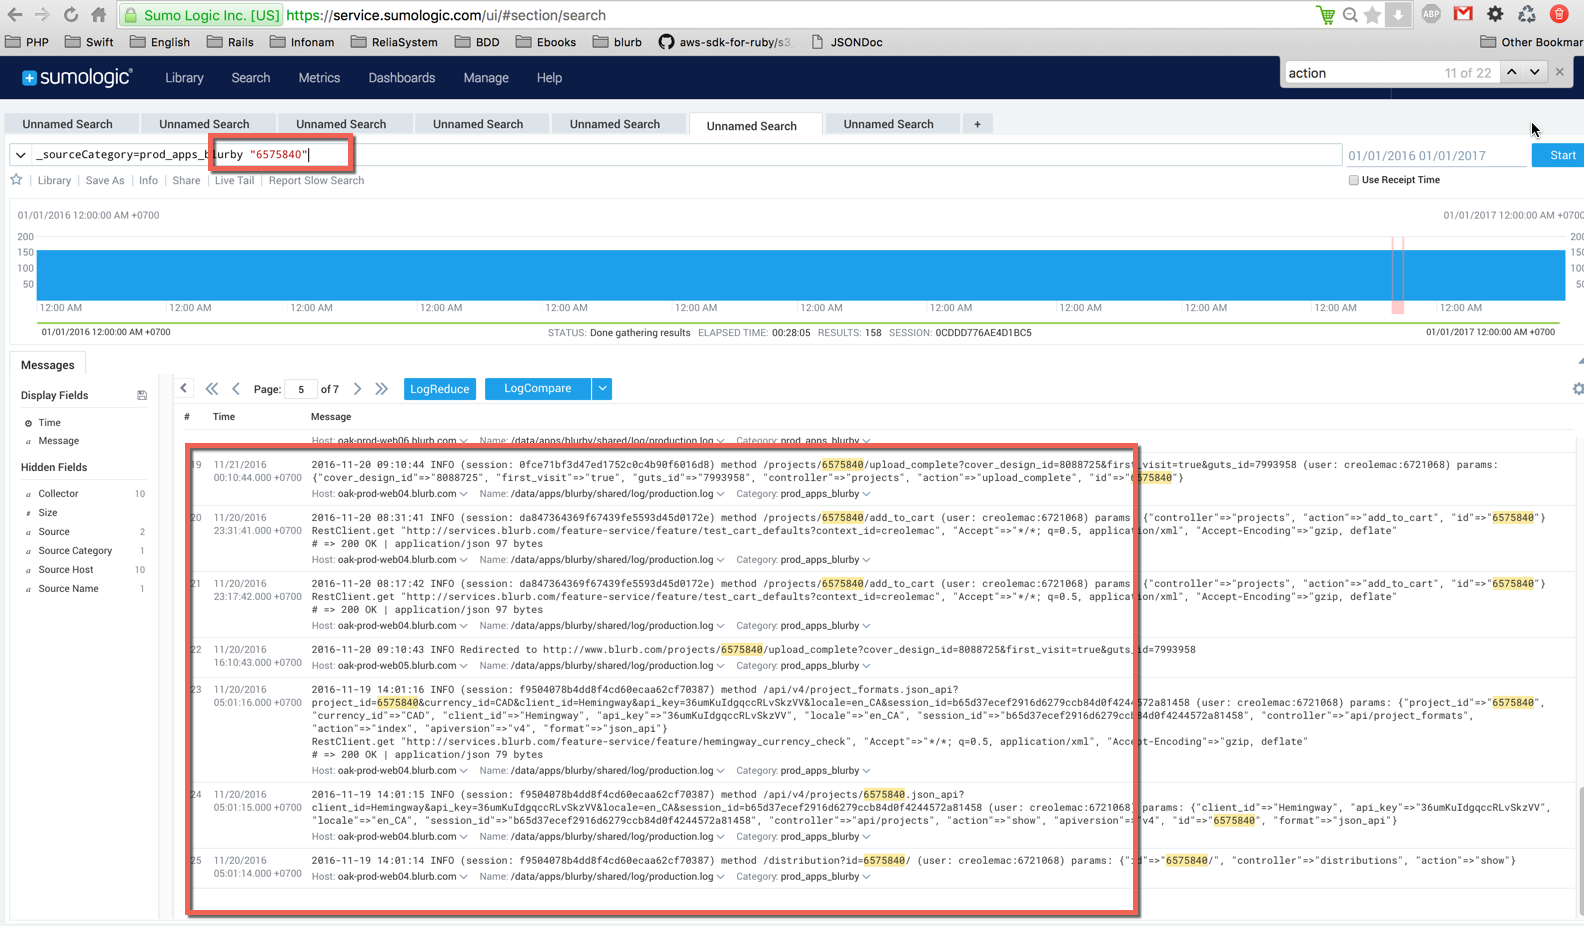 Sumo Logic Inc. [US] https://service.sumologic.com/ui/#section/search
PHP Swift English Rails Infonam ReliaSystem BDD Ebooks blurb aws-sdk-for-ruby/s3 JSONDoc Other Bookmar
sumologic Library Search Metrics Dashboards Manage Help
action 11 of 22
Unnamed Search Unnamed Search Unnamed Search Unnamed Search Unnamed Search Unnamed Search Unnamed Search +
_sourceCategory=prod_apps_blurby "6575840" 01/01/2016 01/01/2017 Start
Library Save As Info Share Live Tail Report Slow Search Use Receipt Time
01/01/2016 12:00:00 AM +0700 01/01/2017 12:00:00 AM +0700
200 200
150 150
100 100
50 50
12:00 AM 12:00 AM 12:00 AM 12:00 AM 12:00 AM 12:00 AM 12:00 AM 12:00 AM 12:00 AM 12:00 AM 12:00 AM 12:00 AM
01/01/2016 12:00:00 AM +0700 STATUS: Done gathering results ELAPSED TIME: 00:28:05 RESULTS: 158 SESSION: 0CDDD776AE4D1BC5 01/01/2017 12:00:00 AM +0700
Messages
Display Fields
Time
Message
Hidden Fields
a Collector 10
# Size
a Source 2
a Source Category 1
a Source Host 10
a Source Name 1
Page: 5 of 7 LogReduce LogCompare
# Time Message
Host: oak-prod-web06.blurb.com Name: /data/apps/blurby/shared/log/production.log Category: prod_apps_blurby
19 11/21/2016 00:10:44.000 +0700
2016-11-20 09:10:44 INFO (session: 0fce71bf3d47ed1752c0c4b90f6016d8) method /projects/6575840/upload_complete?cover_design_id=8088725&first_visit=true&guts_id=7993958 (user: creolemac:6721068) params:
{"cover_design_id"=>"8088725", "first_visit"=>"true", "guts_id"=>"7993958", "controller"=>"projects", "action"=>"upload_complete", "id"=>"6575840"}
Host: oak-prod-web04.blurb.com Name: /data/apps/blurby/shared/log/production.log Category: prod_apps_blurby
20 11/20/2016 23:31:41.000 +0700
2016-11-20 08:31:41 INFO (session: da847364369f67439fe5593d45d0172e) method /projects/6575840/add_to_cart (user: creolemac:6721068) params: {"controller"=>"projects", "action"=>"add_to_cart", "id"=>"6575840"}
RestClient.get "http://services.blurb.com/feature-service/feature/test_cart_defaults?context_id=creolemac", "Accept"=>"*/*; q=0.5, application/xml", "Accept-Encoding"=>"gzip, deflate"
# => 200 OK | application/json 97 bytes
Host: oak-prod-web04.blurb.com Name: /data/apps/blurby/shared/log/production.log Category: prod_apps_blurby
21 11/20/2016 23:17:42.000 +0700
2016-11-20 08:17:42 INFO (session: da847364369f67439fe5593d45d0172e) method /projects/6575840/add_to_cart (user: creolemac:6721068) params: {"controller"=>"projects", "action"=>"add_to_cart", "id"=>"6575840"}
RestClient.get "http://services.blurb.com/feature-service/feature/test_cart_defaults?context_id=creolemac", "Accept"=>"*/*; q=0.5, application/xml", "Accept-Encoding"=>"gzip, deflate"
# => 200 OK | application/json 97 bytes
Host: oak-prod-web04.blurb.com Name: /data/apps/blurby/shared/log/production.log Category: prod_apps_blurby
22 11/20/2016 16:10:43.000 +0700
2016-11-20 09:10:43 INFO Redirected to http://www.blurb.com/projects/6575840/upload_complete?cover_design_id=8088725&first_visit=true&guts_id=7993958
Host: oak-prod-web05.blurb.com Name: /data/apps/blurby/shared/log/production.log Category: prod_apps_blurby
23 11/20/2016 05:01:16.000 +0700
2016-11-19 14:01:16 INFO (session: f9504078b4dd8f4cd60ecaa62cf70387) method /api/v4/project_formats.json_api?
project_id=6575840&currency_id=CAD&client_id=Hemingway&api_key=36umKuIdgqccRLvSkzVV&locale=en_CA&session_id=b65d37ecef2916d6279ccb84d0f4244572a81458 (user: creolemac:6721068) params: {"project_id"=>"6575840",
"currency_id"=>"CAD", "client_id"=>"Hemingway", "api_key"=>"36umKuIdgqccRLvSkzVV", "locale"=>"en_CA", "session_id"=>"b65d37ecef2916d6279ccb84d0f4244572a81458", "controller"=>"api/project_formats",
"action"=>"index", "apiversion"=>"v4", "format"=>"json_api"}
RestClient.get "http://services.blurb.com/feature-service/feature/hemingway_currency_check", "Accept"=>"*/*; q=0.5, application/xml", "Accept-Encoding"=>"gzip, deflate"
# => 200 OK | application/json 79 bytes
Host: oak-prod-web04.blurb.com Name: /data/apps/blurby/shared/log/production.log Category: prod_apps_blurby
24 11/20/2016 05:01:15.000 +0700
2016-11-19 14:01:15 INFO (session: f9504078b4dd8f4cd60ecaa62cf70387) method /api/v4/projects/6575840.json_api?
client_id=Hemingway&api_key=36umKuIdgqccRLvSkzVV&locale=en_CA&session_id=b65d37ecef2916d6279ccb84d0f4244572a81458 (user: creolemac:6721068) params: {"client_id"=>"Hemingway", "api_key"=>"36umKuIdgqccRLvSkzVV",
"locale"=>"en_CA", "session_id"=>"b65d37ecef2916d6279ccb84d0f4244572a81458", "controller"=>"api/projects", "action"=>"show", "apiversion"=>"v4", "id"=>"6575840", "format"=>"json_api"}
Host: oak-prod-web04.blurb.com Name: /data/apps/blurby/shared/log/production.log Category: prod_apps_blurby
25 11/20/2016 05:01:14.000 +0700
2016-11-19 14:01:14 INFO (session: f9504078b4dd8f4cd60ecaa62cf70387) method /distribution?id=6575840/ (user: creolemac:6721068) params: {"id"=>"6575840/", "controller"=>"distributions", "action"=>"show"}
Host: oak-prod-web04.blurb.com Name: /data/apps/blurby/shared/log/production.log Category: prod_apps_blurby